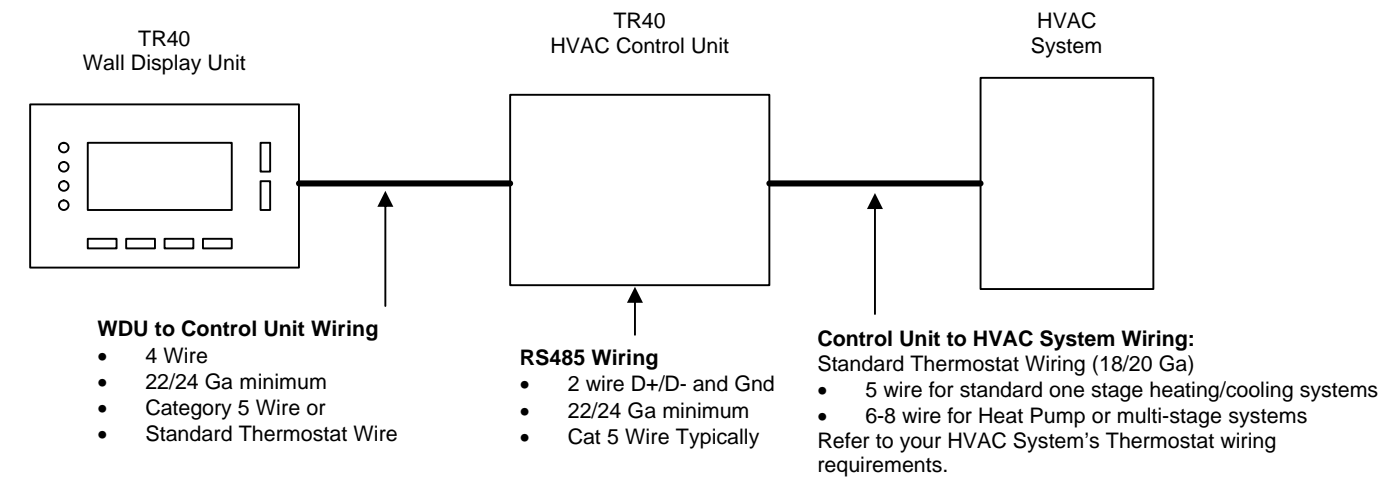 TR40
Wall Display Unit
TR40
HVAC Control Unit
HVAC
System
WDU to Control Unit Wiring
• 4 Wire
• 22/24 Ga minimum
• Category 5 Wire or
• Standard Thermostat Wire
RS485 Wiring
• 2 wire D+/D- and Gnd
• 22/24 Ga minimum
• Cat 5 Wire Typically
Control Unit to HVAC System Wiring:
Standard Thermostat Wiring (18/20 Ga)
• 5 wire for standard one stage heating/cooling systems
• 6-8 wire for Heat Pump or multi-stage systems
Refer to your HVAC System’s Thermostat wiring
requirements.